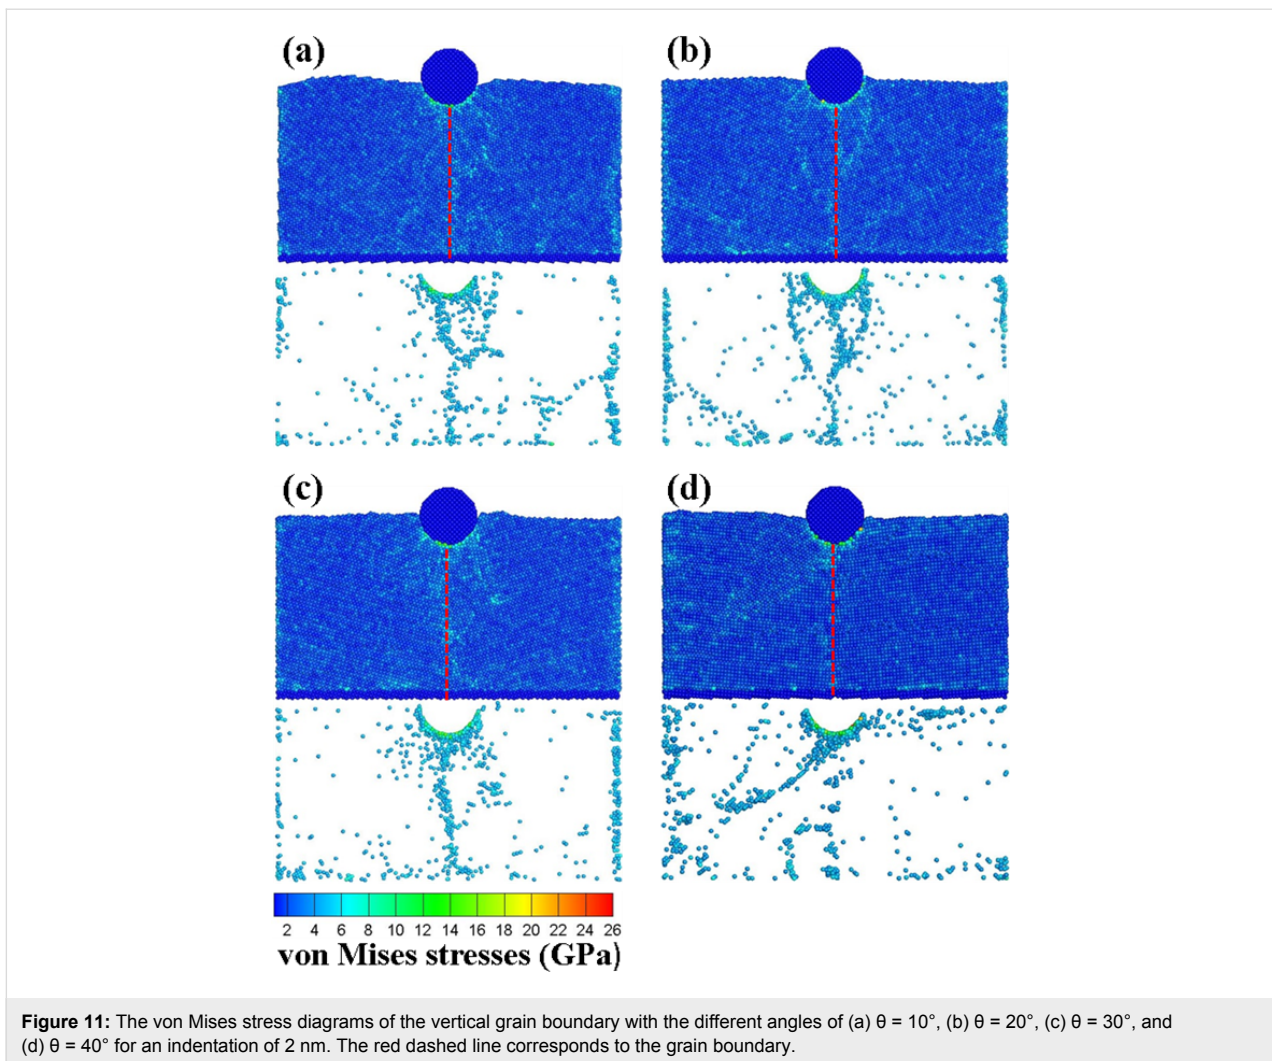 (a)
(b)
(c)
(d)
2 4 6 8 10 12 14 16 18 20 22 24 26
von Mises stresses (GPa)
Figure 11: The von Mises stress diagrams of the vertical grain boundary with the different angles of (a) θ = 10°, (b) θ = 20°, (c) θ = 30°, and
(d) θ = 40° for an indentation of 2 nm. The red dashed line corresponds to the grain boundary.